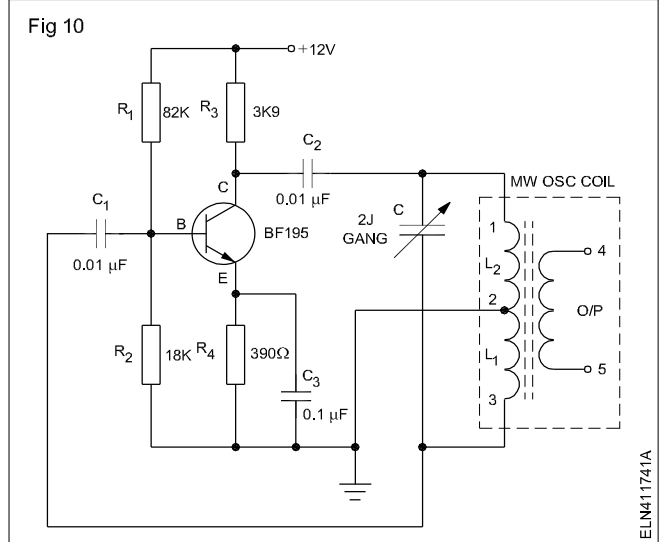 Fig 10
+12V
R1
82K
R3
3K9
C2
0.01 µF
C
MW OSC COIL
C1
0.01 µF
B
BF195
2J
GANG
C
1
L2
2
L1
3
4
O/P
5
E
R2
18K
R4
390Ω
C3
0.1 µF
ELN411741A